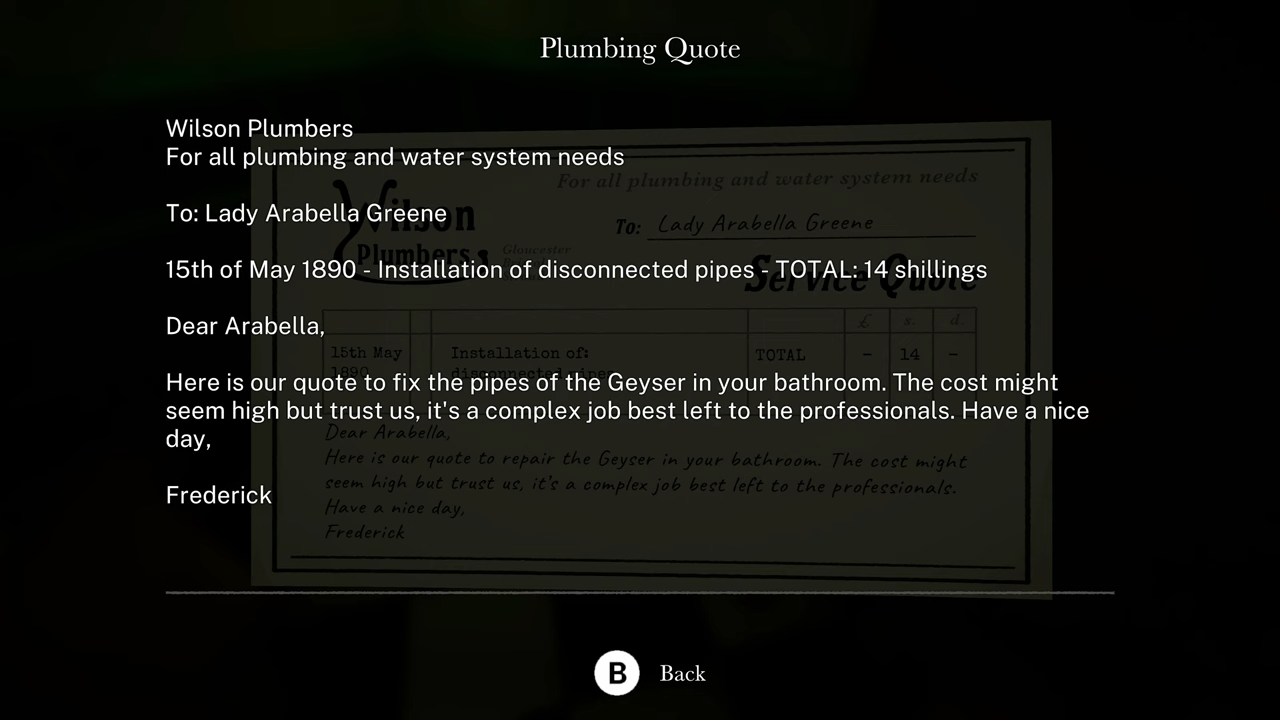 Plumbing Quote
Wilson Plumbers
For all plumbing and water system needs
To: Lady Arabella Greene
15th of May 1890 - Installation of disconnected pipes - TOTAL: 14 shillings
Dear Arabella,
Here is our quote to fix the pipes of the Geyser in your bathroom. The cost might
seem high but trust us, it's a complex job best left to the professionals. Have a nice
day,
Frederick
For all plumbing and water system needs
Wilson
Plumbers
Gloucester
To: Lady Arabella Greene
Service Quote
£ s. d.
15th May Installation of: TOTAL - 14 -
1890 disconnected pipes
Dear Arabella,
Here is our quote to repair the Geyser in your bathroom. The cost might
seem high but trust us, it's a complex job best left to the professionals.
Have a nice day,
Frederick
B Back